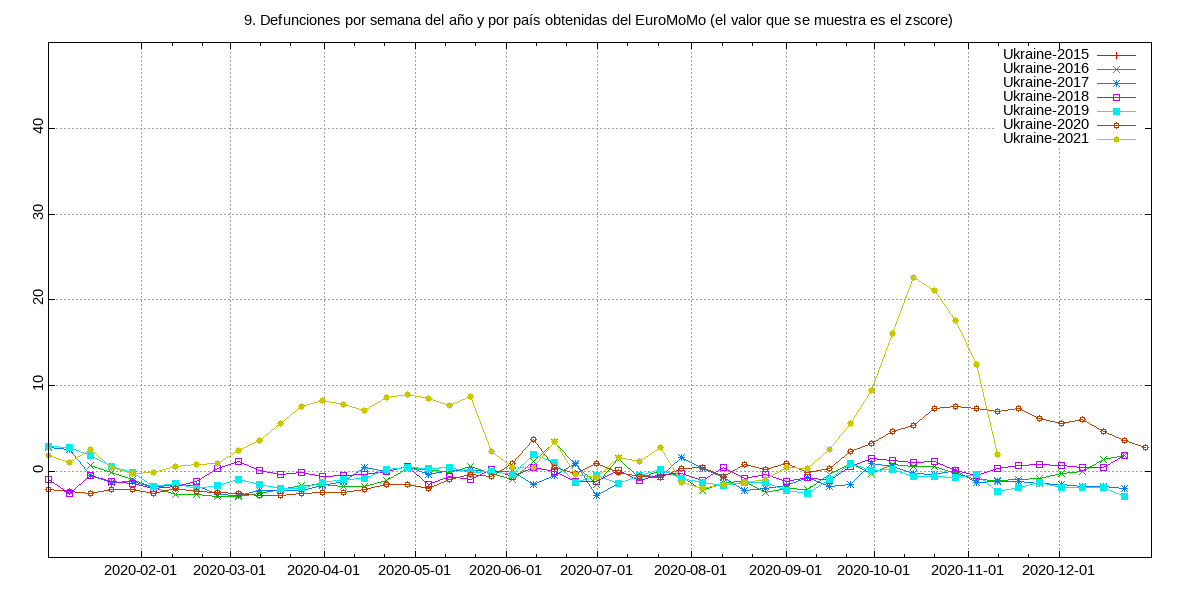 9. Defunciones por semana del año y por país obtenidas del EuroMoMo (el valor que se muestra es el zscore)
Ukraine-2015
Ukraine-2016
Ukraine-2017
Ukraine-2018
Ukraine-2019
Ukraine-2020
Ukraine-2021
40
30
20
10
0
2020-02-01 2020-03-01 2020-04-01 2020-05-01 2020-06-01 2020-07-01 2020-08-01 2020-09-01 2020-10-01 2020-11-01 2020-12-01